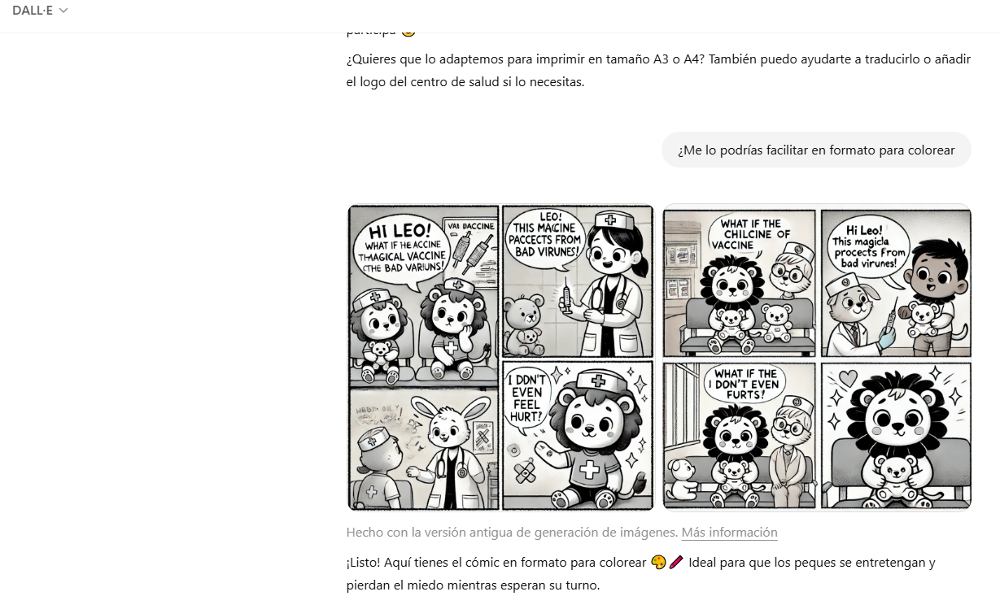 DALL·E
participa
¿Quieres que lo adaptemos para imprimir en tamaño A3 o A4? También puedo ayudarte a traducirlo o añadir
el logo del centro de salud si lo necesitas.
¿Me lo podrías facilitar en formato para colorear
HI LEO!
WHAT IF HE ACCINE
THAGICAL VACCINE
(THE BAD VARIUNS!
VAI DACCINE
LEO!
THIS MACINE
PACCECTS FROM
BAD VIRUNES!
WHAT IF THE
CHILCINE OF
VACCINE
Hi Leo!
This magicla
procects From
bad virunes!
I DDN'T
EVEN
FEEL
HURT?
WHAT IF THE
I DON'T EVEN
FURTS!
Hecho con la versión antigua de generación de imágenes. Más información
¡Listo! Aquí tienes el cómic en formato para colorear 🎨🖍️ Ideal para que los peques se entretengan y
pierdan el miedo mientras esperan su turno.